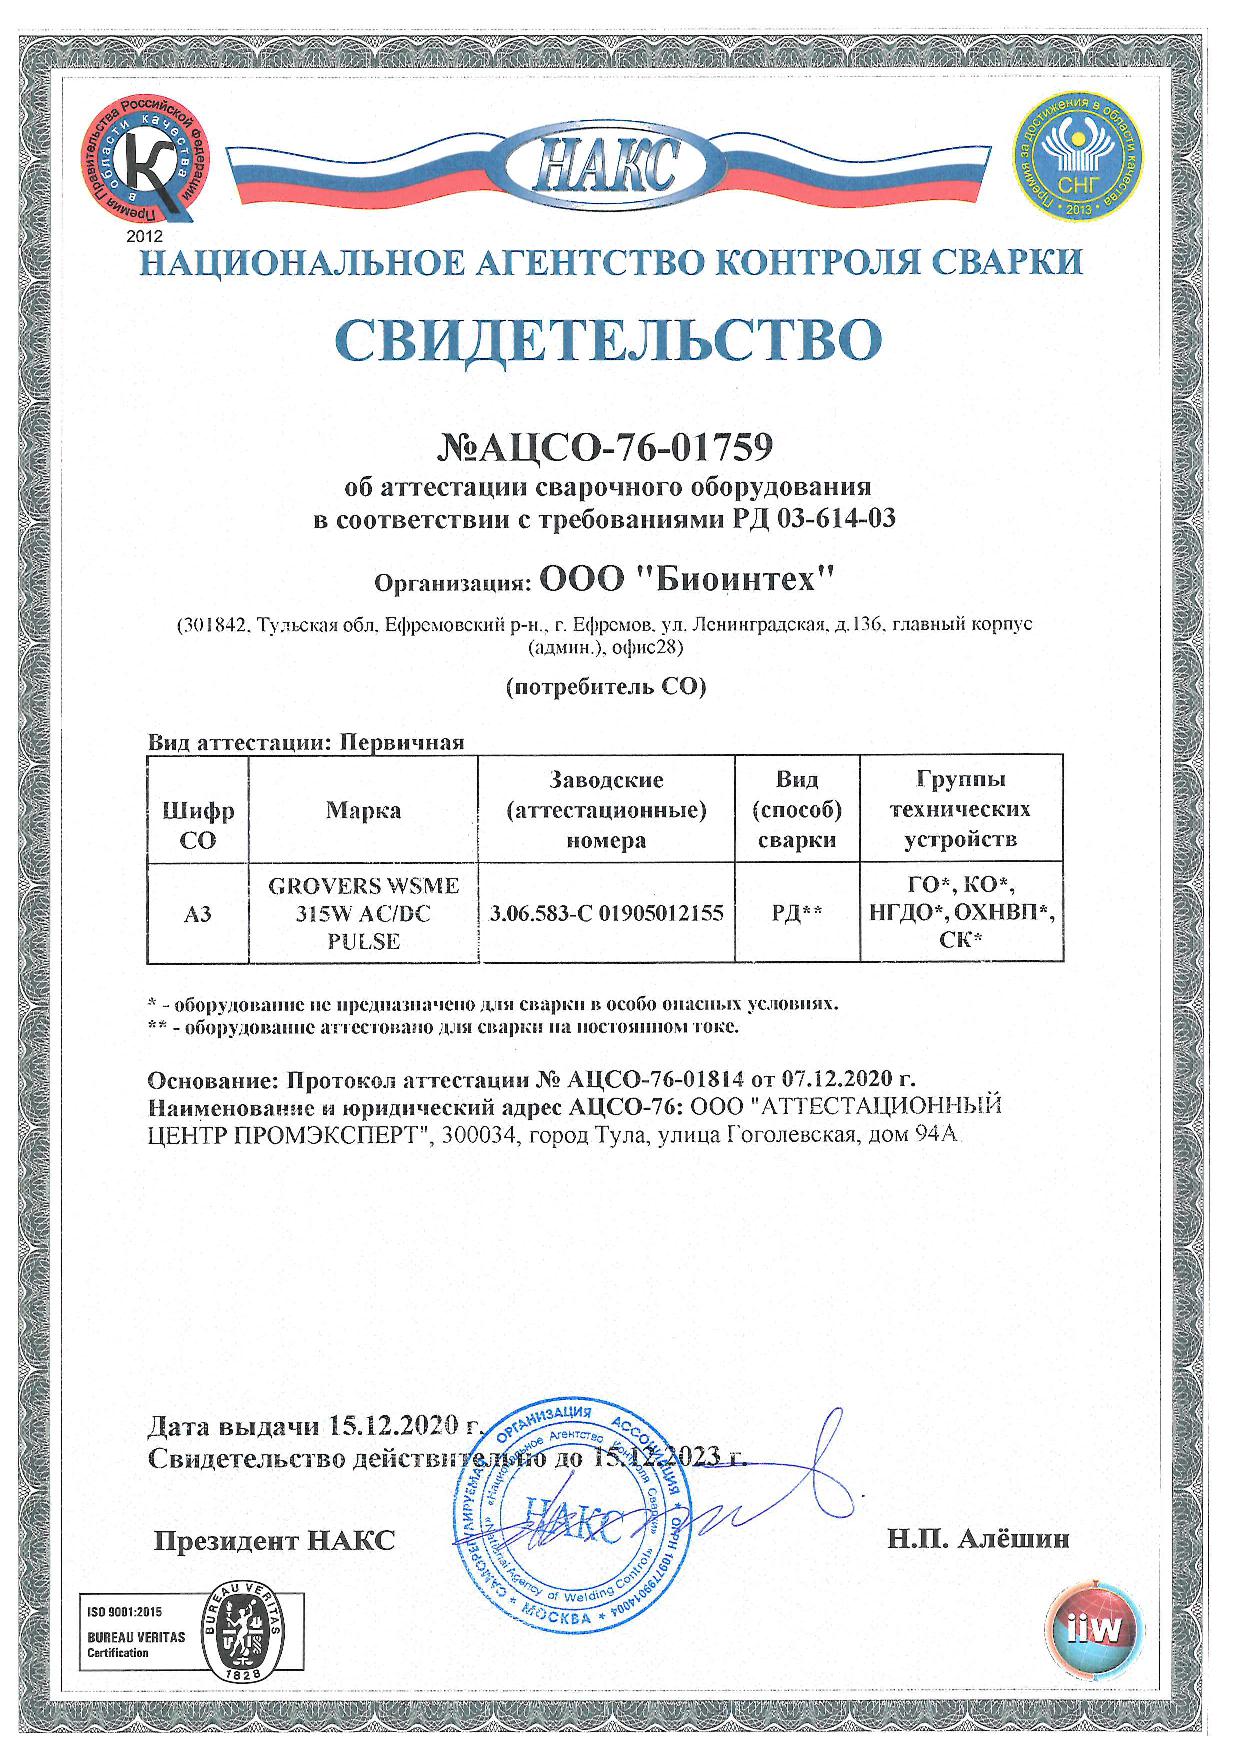 Премия Правительства Российской Федерации
в области качества
2012
НАКС
Премия за достижения в области качества
СНГ
• 2013 •
НАЦИОНАЛЬНОЕ АГЕНТСТВО КОНТРОЛЯ СВАРКИ
СВИДЕТЕЛЬСТВО
№АЦСО-76-01759
об аттестации сварочного оборудования
в соответствии с требованиями РД 03-614-03
Организация: ООО "Биоинтех"
(301842, Тульская обл, Ефремовский р-н., г. Ефремов, ул. Ленинградская, д.136, главный корпус
(админ.), офис28)
(потребитель СО)
Вид аттестации: Первичная
Шифр
СО
Марка
Заводские
(аттестационные)
номера
Вид
(способ)
сварки
Группы
технических
устройств
А3
GROVERS WSME
315W AC/DC
PULSE
3.06.583-С 01905012155
РД**
ГО*, КО*,
НГДО*, ОХНВП*,
СК*
* - оборудование не предназначено для сварки в особо опасных условиях.
** - оборудование аттестовано для сварки на постоянном токе.
Основание: Протокол аттестации № АЦСО-76-01814 от 07.12.2020 г.
Наименование и юридический адрес АЦСО-76: ООО "АТТЕСТАЦИОННЫЙ
ЦЕНТР ПРОМЭКСПЕРТ", 300034, город Тула, улица Гоголевская, дом 94А
Дата выдачи 15.12.2020 г.
Свидетельство действительно до 15.12.2023 г.
САМОРЕГУЛИРУЕМАЯ ОРГАНИЗАЦИЯ АССОЦИАЦИЯ * ОГРН 1097799014004 * МОСКВА *
«Национальное Агентство Контроля Сварки»
«National Agency of Welding Control»
НАКС
Президент НАКС
Н.П. Алёшин
ISO 9001:2015
BUREAU VERITAS
Certification
BUREAU VERITAS
1828
iiw